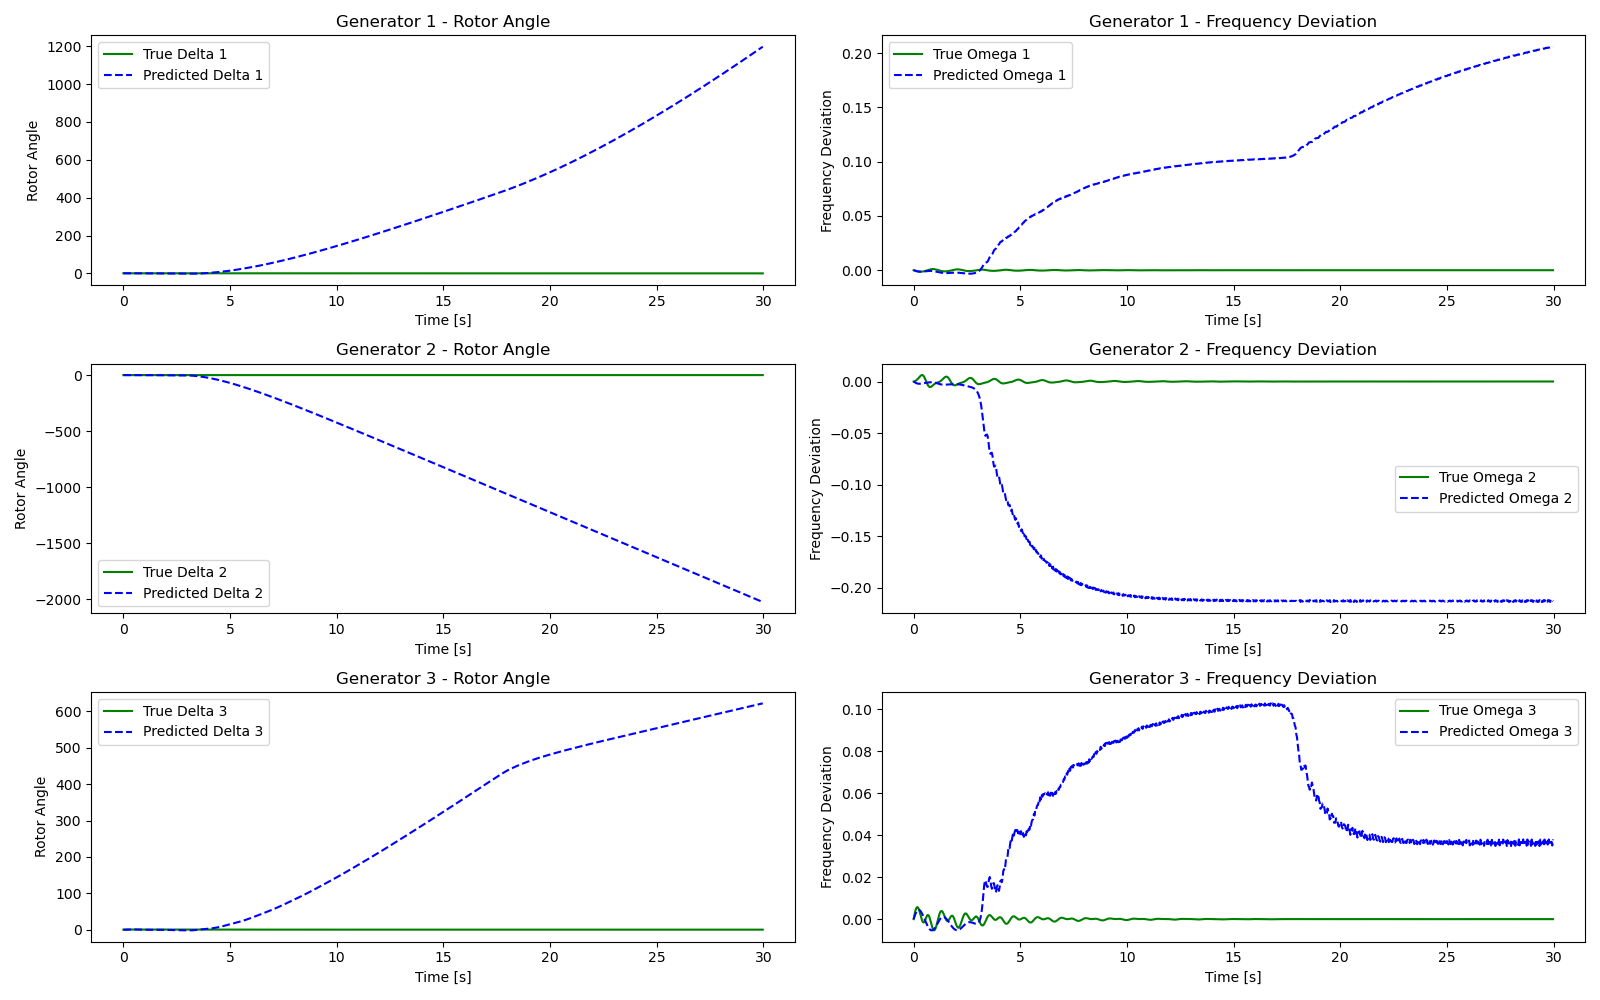 Generator 1 - Rotor Angle
Rotor Angle
1200
1000
800
600
400
200
0
True Delta 1
Predicted Delta 1
0 5 10 15 20 25 30
Time [s]
Generator 1 - Frequency Deviation
Frequency Deviation
0.20
0.15
0.10
0.05
0.00
True Omega 1
Predicted Omega 1
0 5 10 15 20 25 30
Time [s]
Generator 2 - Rotor Angle
Rotor Angle
0
−500
−1000
−1500
−2000
True Delta 2
Predicted Delta 2
0 5 10 15 20 25 30
Time [s]
Generator 2 - Frequency Deviation
Frequency Deviation
0.00
−0.05
−0.10
−0.15
−0.20
True Omega 2
Predicted Omega 2
0 5 10 15 20 25 30
Time [s]
Generator 3 - Rotor Angle
Rotor Angle
600
500
400
300
200
100
0
True Delta 3
Predicted Delta 3
0 5 10 15 20 25 30
Time [s]
Generator 3 - Frequency Deviation
Frequency Deviation
0.10
0.08
0.06
0.04
0.02
0.00
True Omega 3
Predicted Omega 3
0 5 10 15 20 25 30
Time [s]